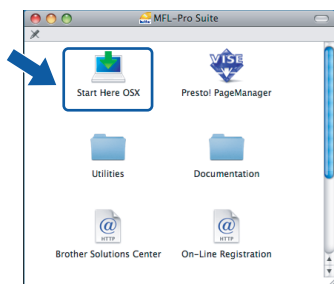 MFL-Pro Suite
Start Here OSX
VISE
Presto! PageManager
Utilities
Documentation
@
HTTP
@
HTTP
Brother Solutions Center
On-Line Registration